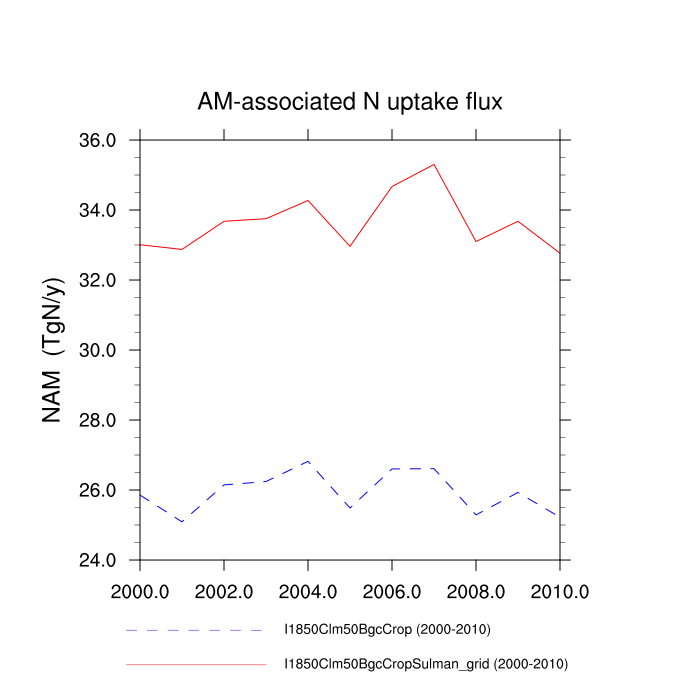 AM-associated N uptake flux
36.0
34.0
32.0
30.0
28.0
26.0
24.0
NAM (TgN/y)
2000.0 2002.0 2004.0 2006.0 2008.0 2010.0
I1850Clm50BgcCrop (2000-2010)
I1850Clm50BgcCropSulman_grid (2000-2010)